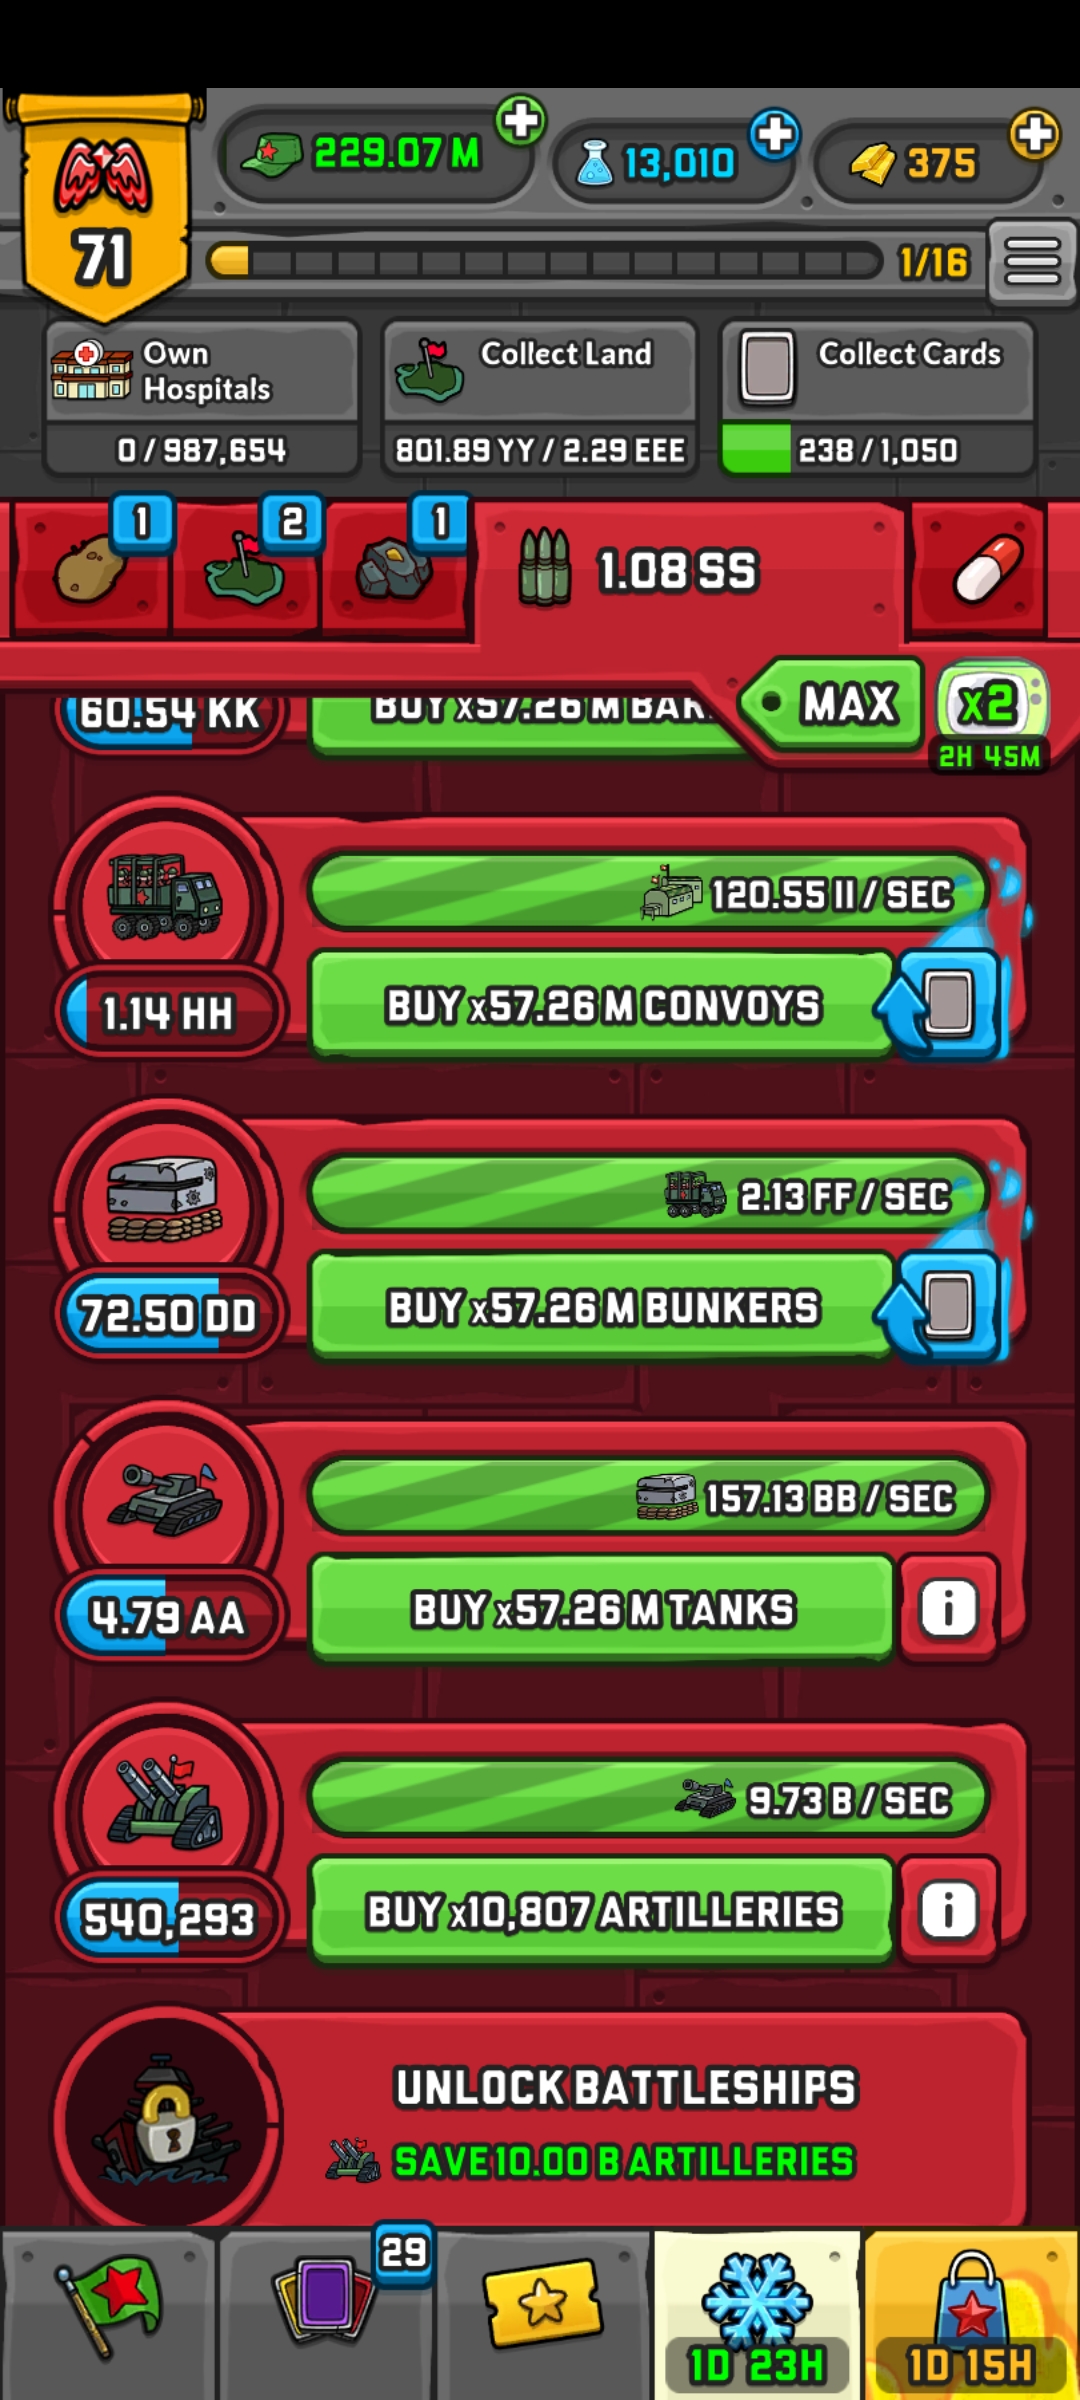 229.07 M
13,010
375
71
1/16
Own
Hospitals
0 / 987,654
Collect Land
801.89 YY / 2.29 EEE
Collect Cards
238 / 1,050
1
2
1
1.08 SS
MAX
x2
2H 45M
60.54 KK
BUY x57.26 M BAR
120.55 II / SEC
1.14 HH
BUY x57.26 M CONVOYS
2.13 FF / SEC
72.50 DD
BUY x57.26 M BUNKERS
157.13 BB / SEC
4.79 AA
BUY x57.26 M TANKS
i
9.73 B / SEC
540,293
BUY x10,807 ARTILLERIES
i
UNLOCK BATTLESHIPS
SAVE 10.00 B ARTILLERIES
29
1D 23H
1D 15H